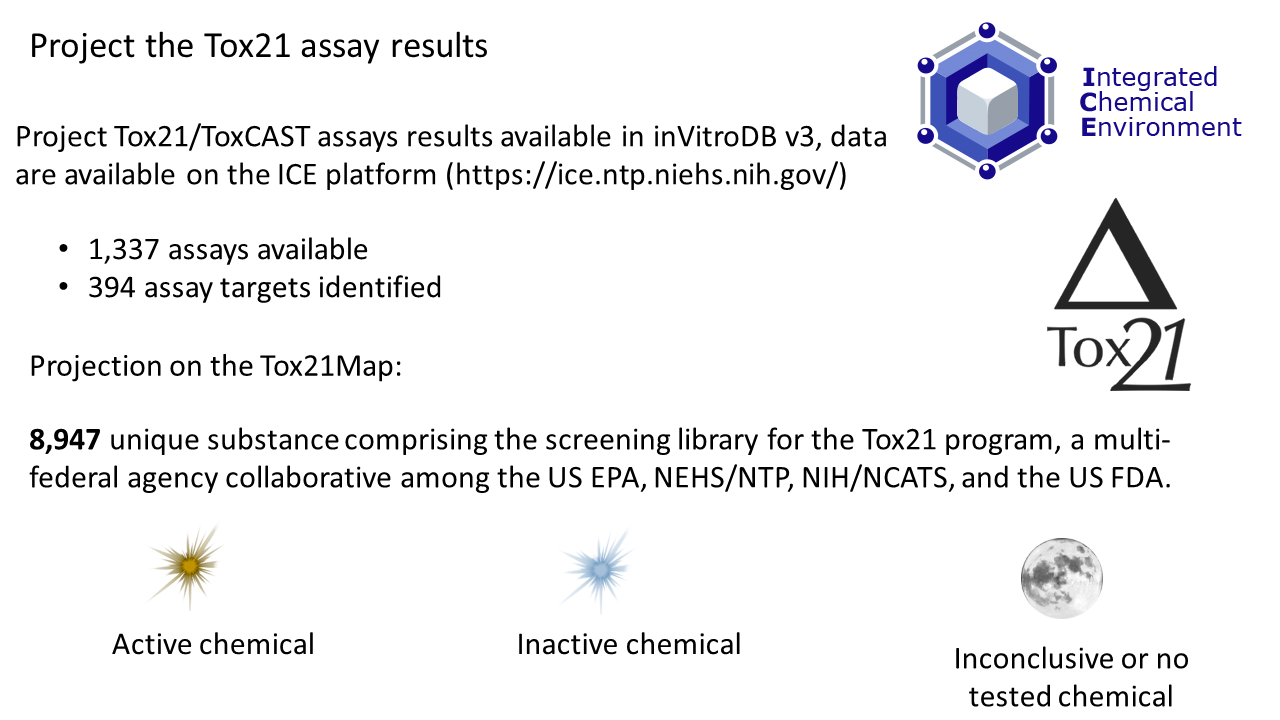 Project the Tox21 assay results
Integrated
Chemical
Environment
Project Tox21/ToxCAST assays results available in inVitroDB v3, data
are available on the ICE platform (https://ice.ntp.niehs.nih.gov/)
• 1,337 assays available
• 394 assay targets identified
Tox21
Projection on the Tox21Map:
8,947 unique substance comprising the screening library for the Tox21 program, a multi-
federal agency collaborative among the US EPA, NEHS/NTP, NIH/NCATS, and the US FDA.
Active chemical
Inactive chemical
Inconclusive or no
tested chemical